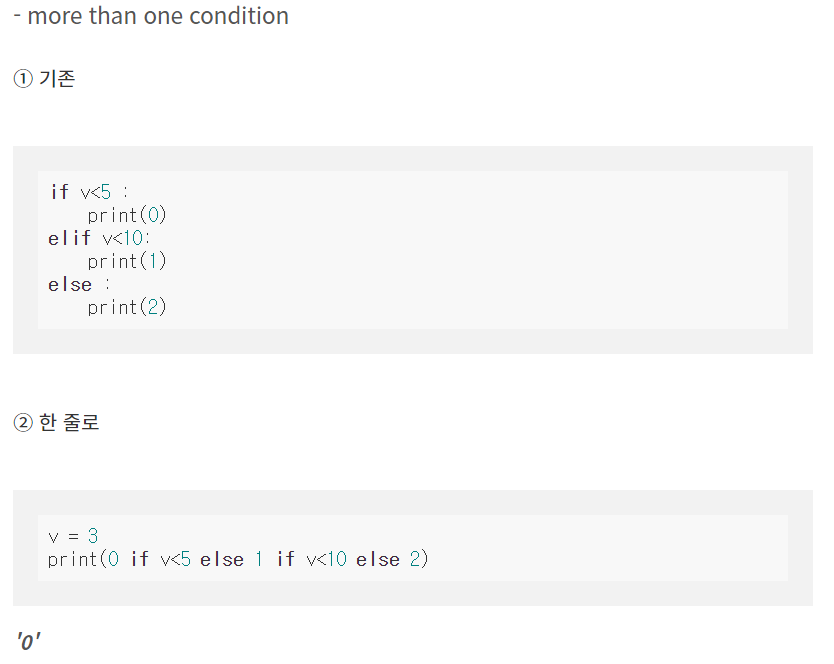 - more than one condition
① 기존
if v<5 :
    print(0)
elif v<10:
    print(1)
else :
    print(2)
② 한 줄로
v = 3
print(0 if v<5 else 1 if v<10 else 2)
'0'